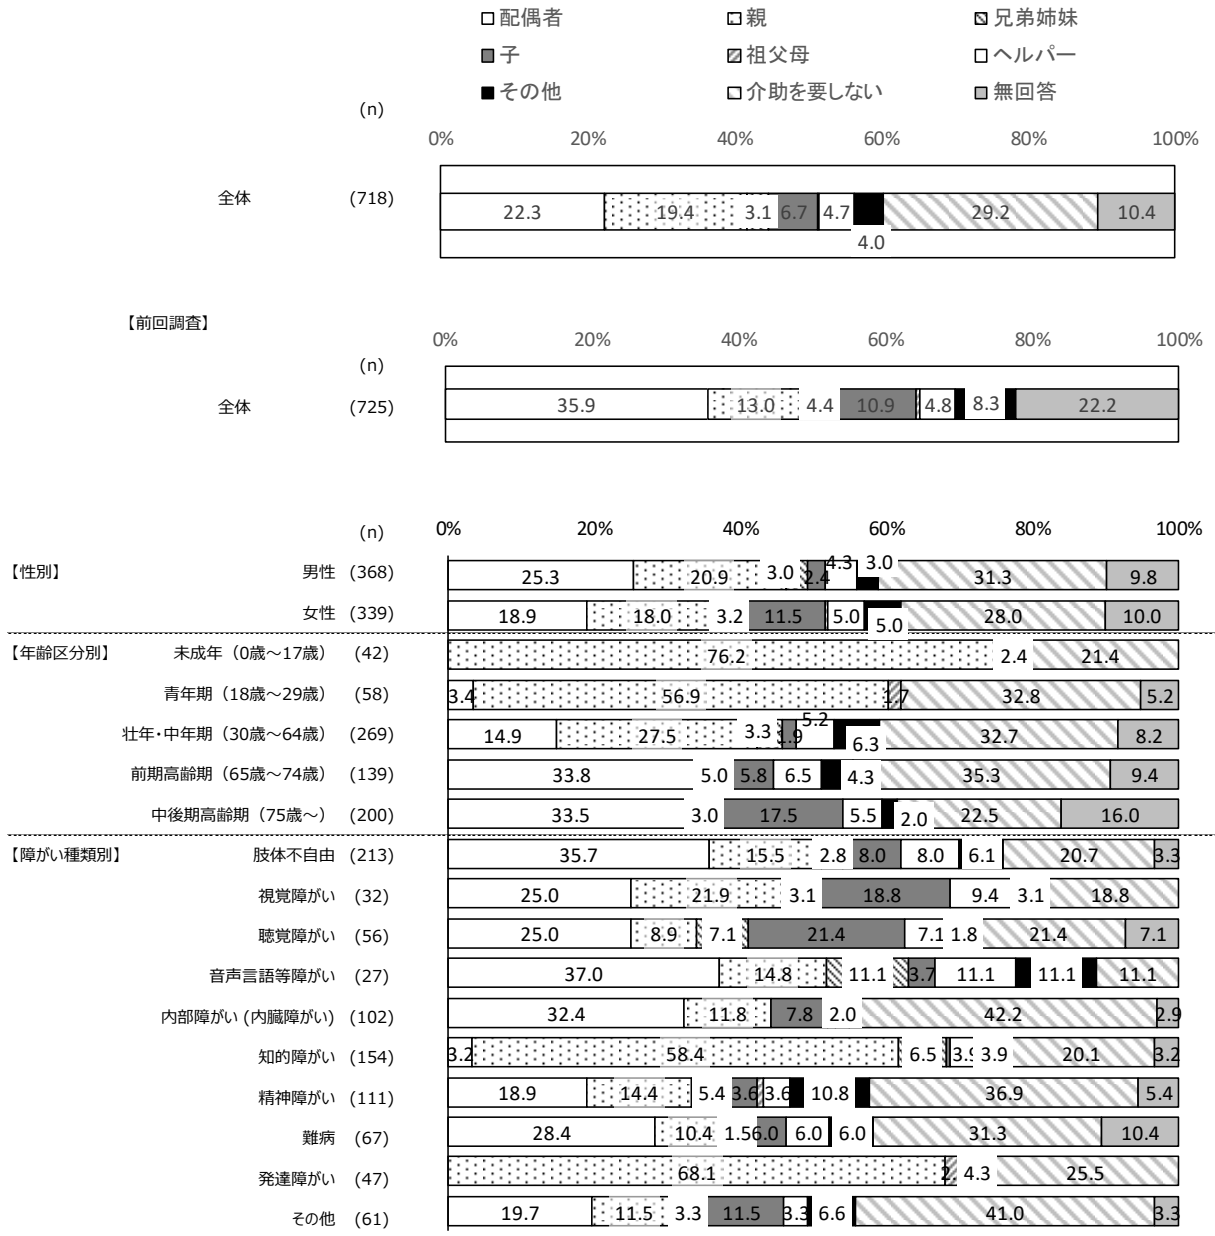 配偶者 親 兄弟姉妹
子 祖父母 ヘルパー
その他 介助を要しない 無回答
(n)
0% 20% 40% 60% 80% 100%
全体 (718) 22.3 19.4 3.1 6.7 4.7 29.2 10.4
4.0
【前回調査】
0% 20% 40% 60% 80% 100%
(n)
全体 (725) 35.9 13.0 4.4 10.9 4.8 8.3 22.2
(n) 0% 20% 40% 60% 80% 100%
【性別】 男性 (368) 25.3 20.9 3.0 2.4 4.3 3.0 31.3 9.8
女性 (339) 18.9 18.0 3.2 11.5 5.0 5.0 28.0 10.0
【年齢区分別】 未成年（0歳～17歳） (42) 76.2 2.4 21.4
青年期（18歳～29歳） (58) 3.4 56.9 1.7 32.8 5.2
壮年・中年期（30歳～64歳） (269) 14.9 27.5 3.3 1.9 5.2 6.3 32.7 8.2
前期高齢期（65歳～74歳） (139) 33.8 5.0 5.8 6.5 4.3 35.3 9.4
中後期高齢期（75歳～） (200) 33.5 3.0 17.5 5.5 2.0 22.5 16.0
【障がい種類別】 肢体不自由 (213) 35.7 15.5 2.8 8.0 8.0 6.1 20.7 3.3
視覚障がい (32) 25.0 21.9 3.1 18.8 9.4 3.1 18.8
聴覚障がい (56) 25.0 8.9 7.1 21.4 7.1 1.8 21.4 7.1
音声言語等障がい (27) 37.0 14.8 11.1 3.7 11.1 11.1 11.1
内部障がい (内臓障がい) (102) 32.4 11.8 7.8 2.0 42.2 2.9
知的障がい (154) 3.2 58.4 6.5 3.9 3.9 20.1 3.2
精神障がい (111) 18.9 14.4 5.4 3.6 3.6 10.8 36.9 5.4
難病 (67) 28.4 10.4 1.5 6.0 6.0 6.0 31.3 10.4
発達障がい (47) 68.1 4.3 25.5
その他 (61) 19.7 11.5 3.3 11.5 3.3 6.6 41.0 3.3